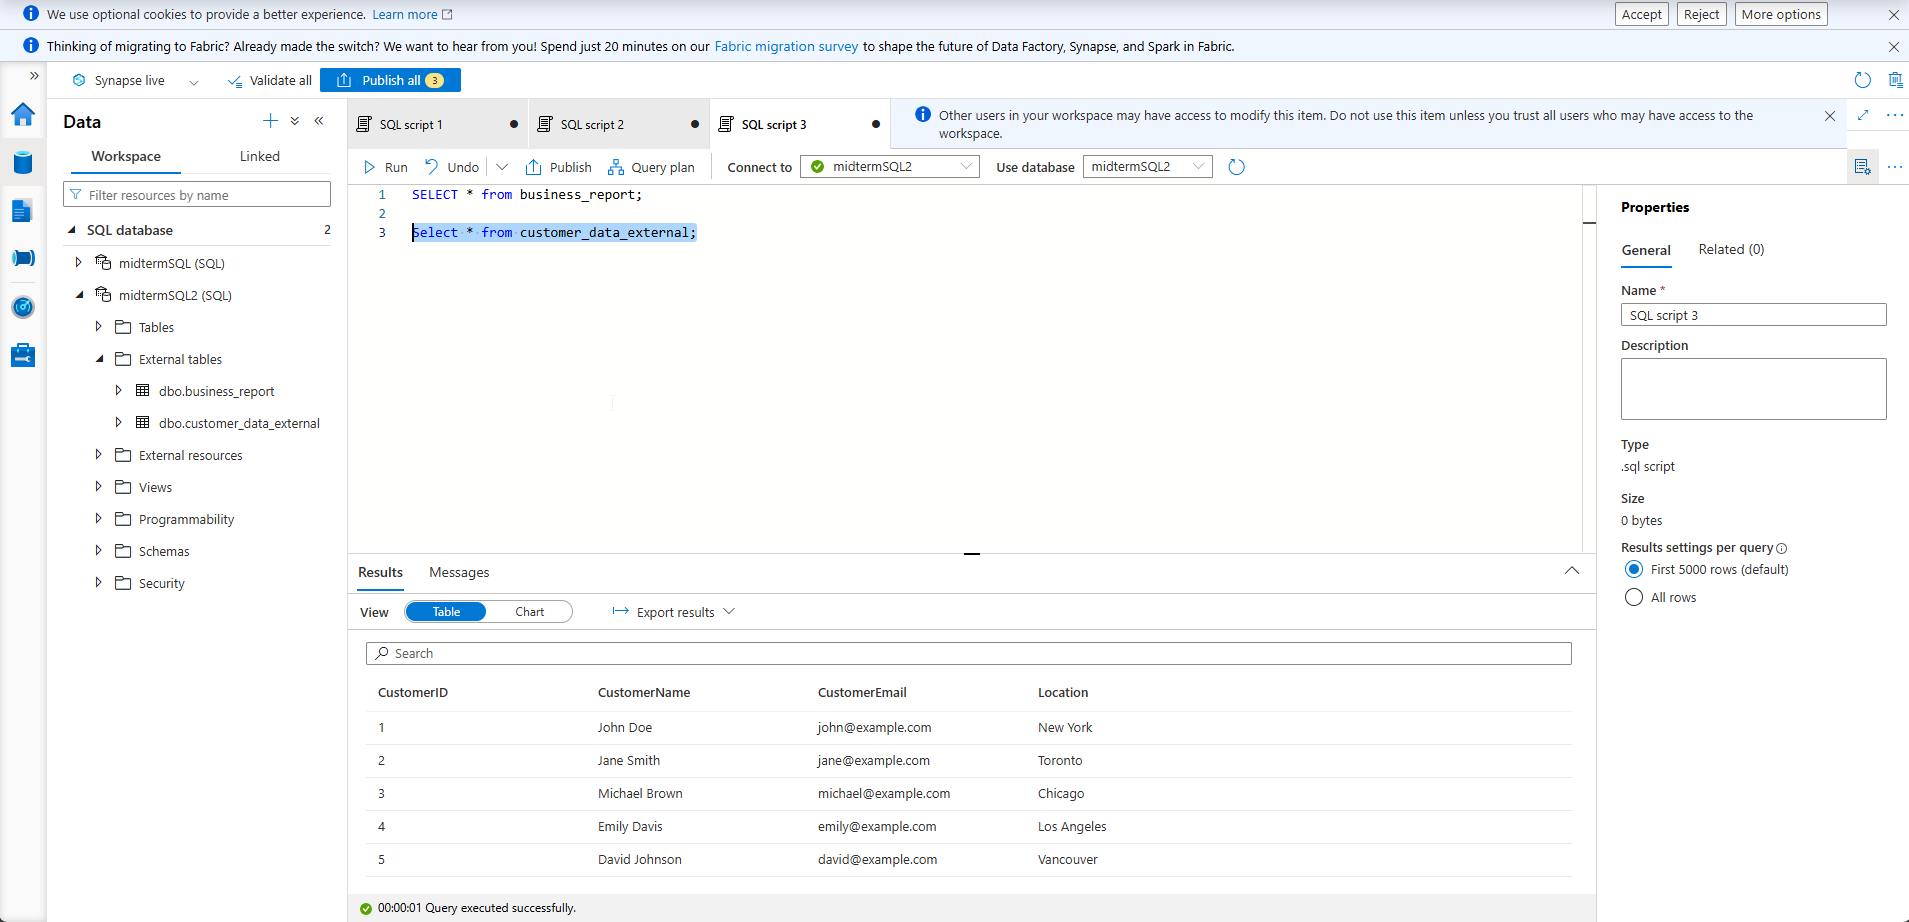 We use optional cookies to provide a better experience. Learn more
Accept
Reject
More options
Thinking of migrating to Fabric? Already made the switch? We want to hear from you! Spend just 20 minutes on our Fabric migration survey to shape the future of Data Factory, Synapse, and Spark in Fabric.
Synapse live
Validate all
Publish all 3
Data
Workspace
Linked
Filter resources by name
SQL database 2
midtermSQL (SQL)
midtermSQL2 (SQL)
Tables
External tables
dbo.business_report
dbo.customer_data_external
External resources
Views
Programmability
Schemas
Security
SQL script 1
SQL script 2
SQL script 3
Other users in your workspace may have access to modify this item. Do not use this item unless you trust all users who may have access to the
workspace.
Run
Undo
Publish
Query plan
Connect to
midtermSQL2
Use database
midtermSQL2
1 SELECT * from business_report;
2
3 Select * from customer_data_external;
Results
Messages
View
Table
Chart
Export results
Search
CustomerID CustomerName CustomerEmail Location
1 John Doe john@example.com New York
2 Jane Smith jane@example.com Toronto
3 Michael Brown michael@example.com Chicago
4 Emily Davis emily@example.com Los Angeles
5 David Johnson david@example.com Vancouver
00:00:01 Query executed successfully.
Properties
General
Related (0)
Name *
SQL script 3
Description
Type
.sql script
Size
0 bytes
Results settings per query
First 5000 rows (default)
All rows